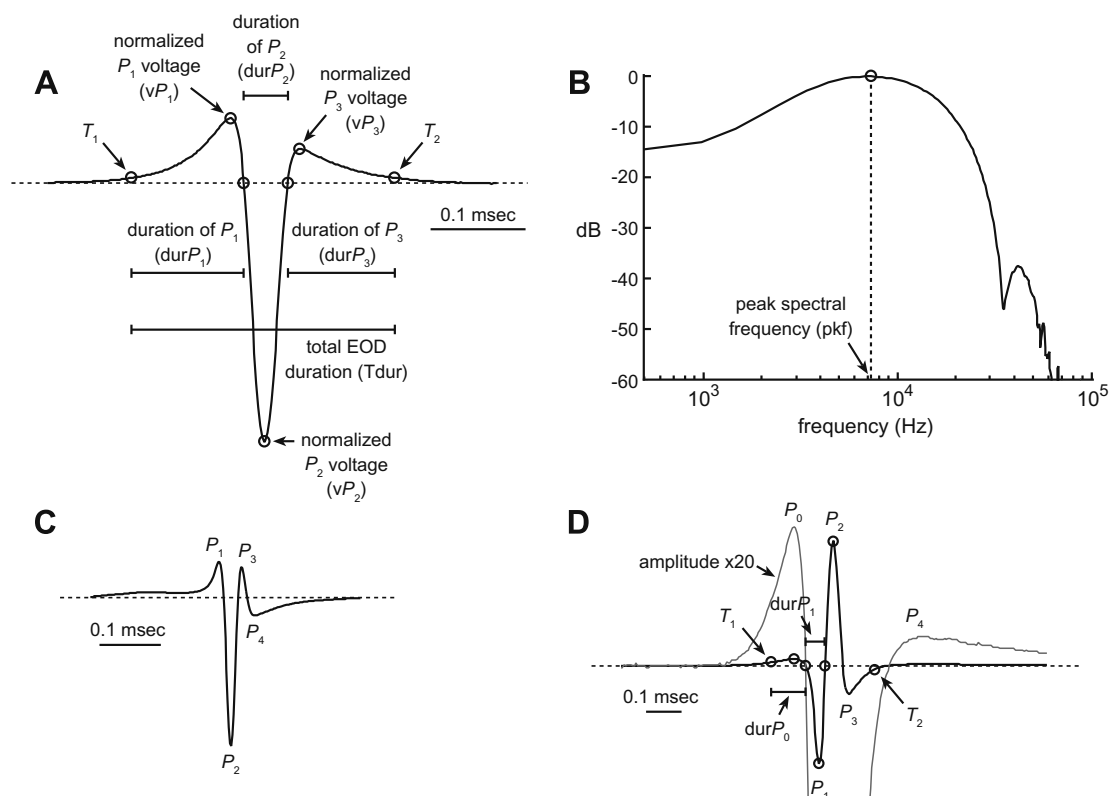 A
normalized
P1 voltage
(vP1)
duration
of P2
(durP2)
normalized
P3 voltage
(vP3)
T1
T2
0.1 msec
duration of P1
(durP1)
duration of P3
(durP3)
total EOD
duration (Tdur)
normalized
P2 voltage
(vP2)
B
0
-10
-20
-30
-40
-50
-60
dB
peak spectral
frequency (pkf)
10^3
10^4
10^5
frequency (Hz)
C
P1
P3
0.1 msec
P4
P2
D
P0
P2
amplitude x20
durP1
T1
P4
0.1 msec
P3
T2
durP0
P1